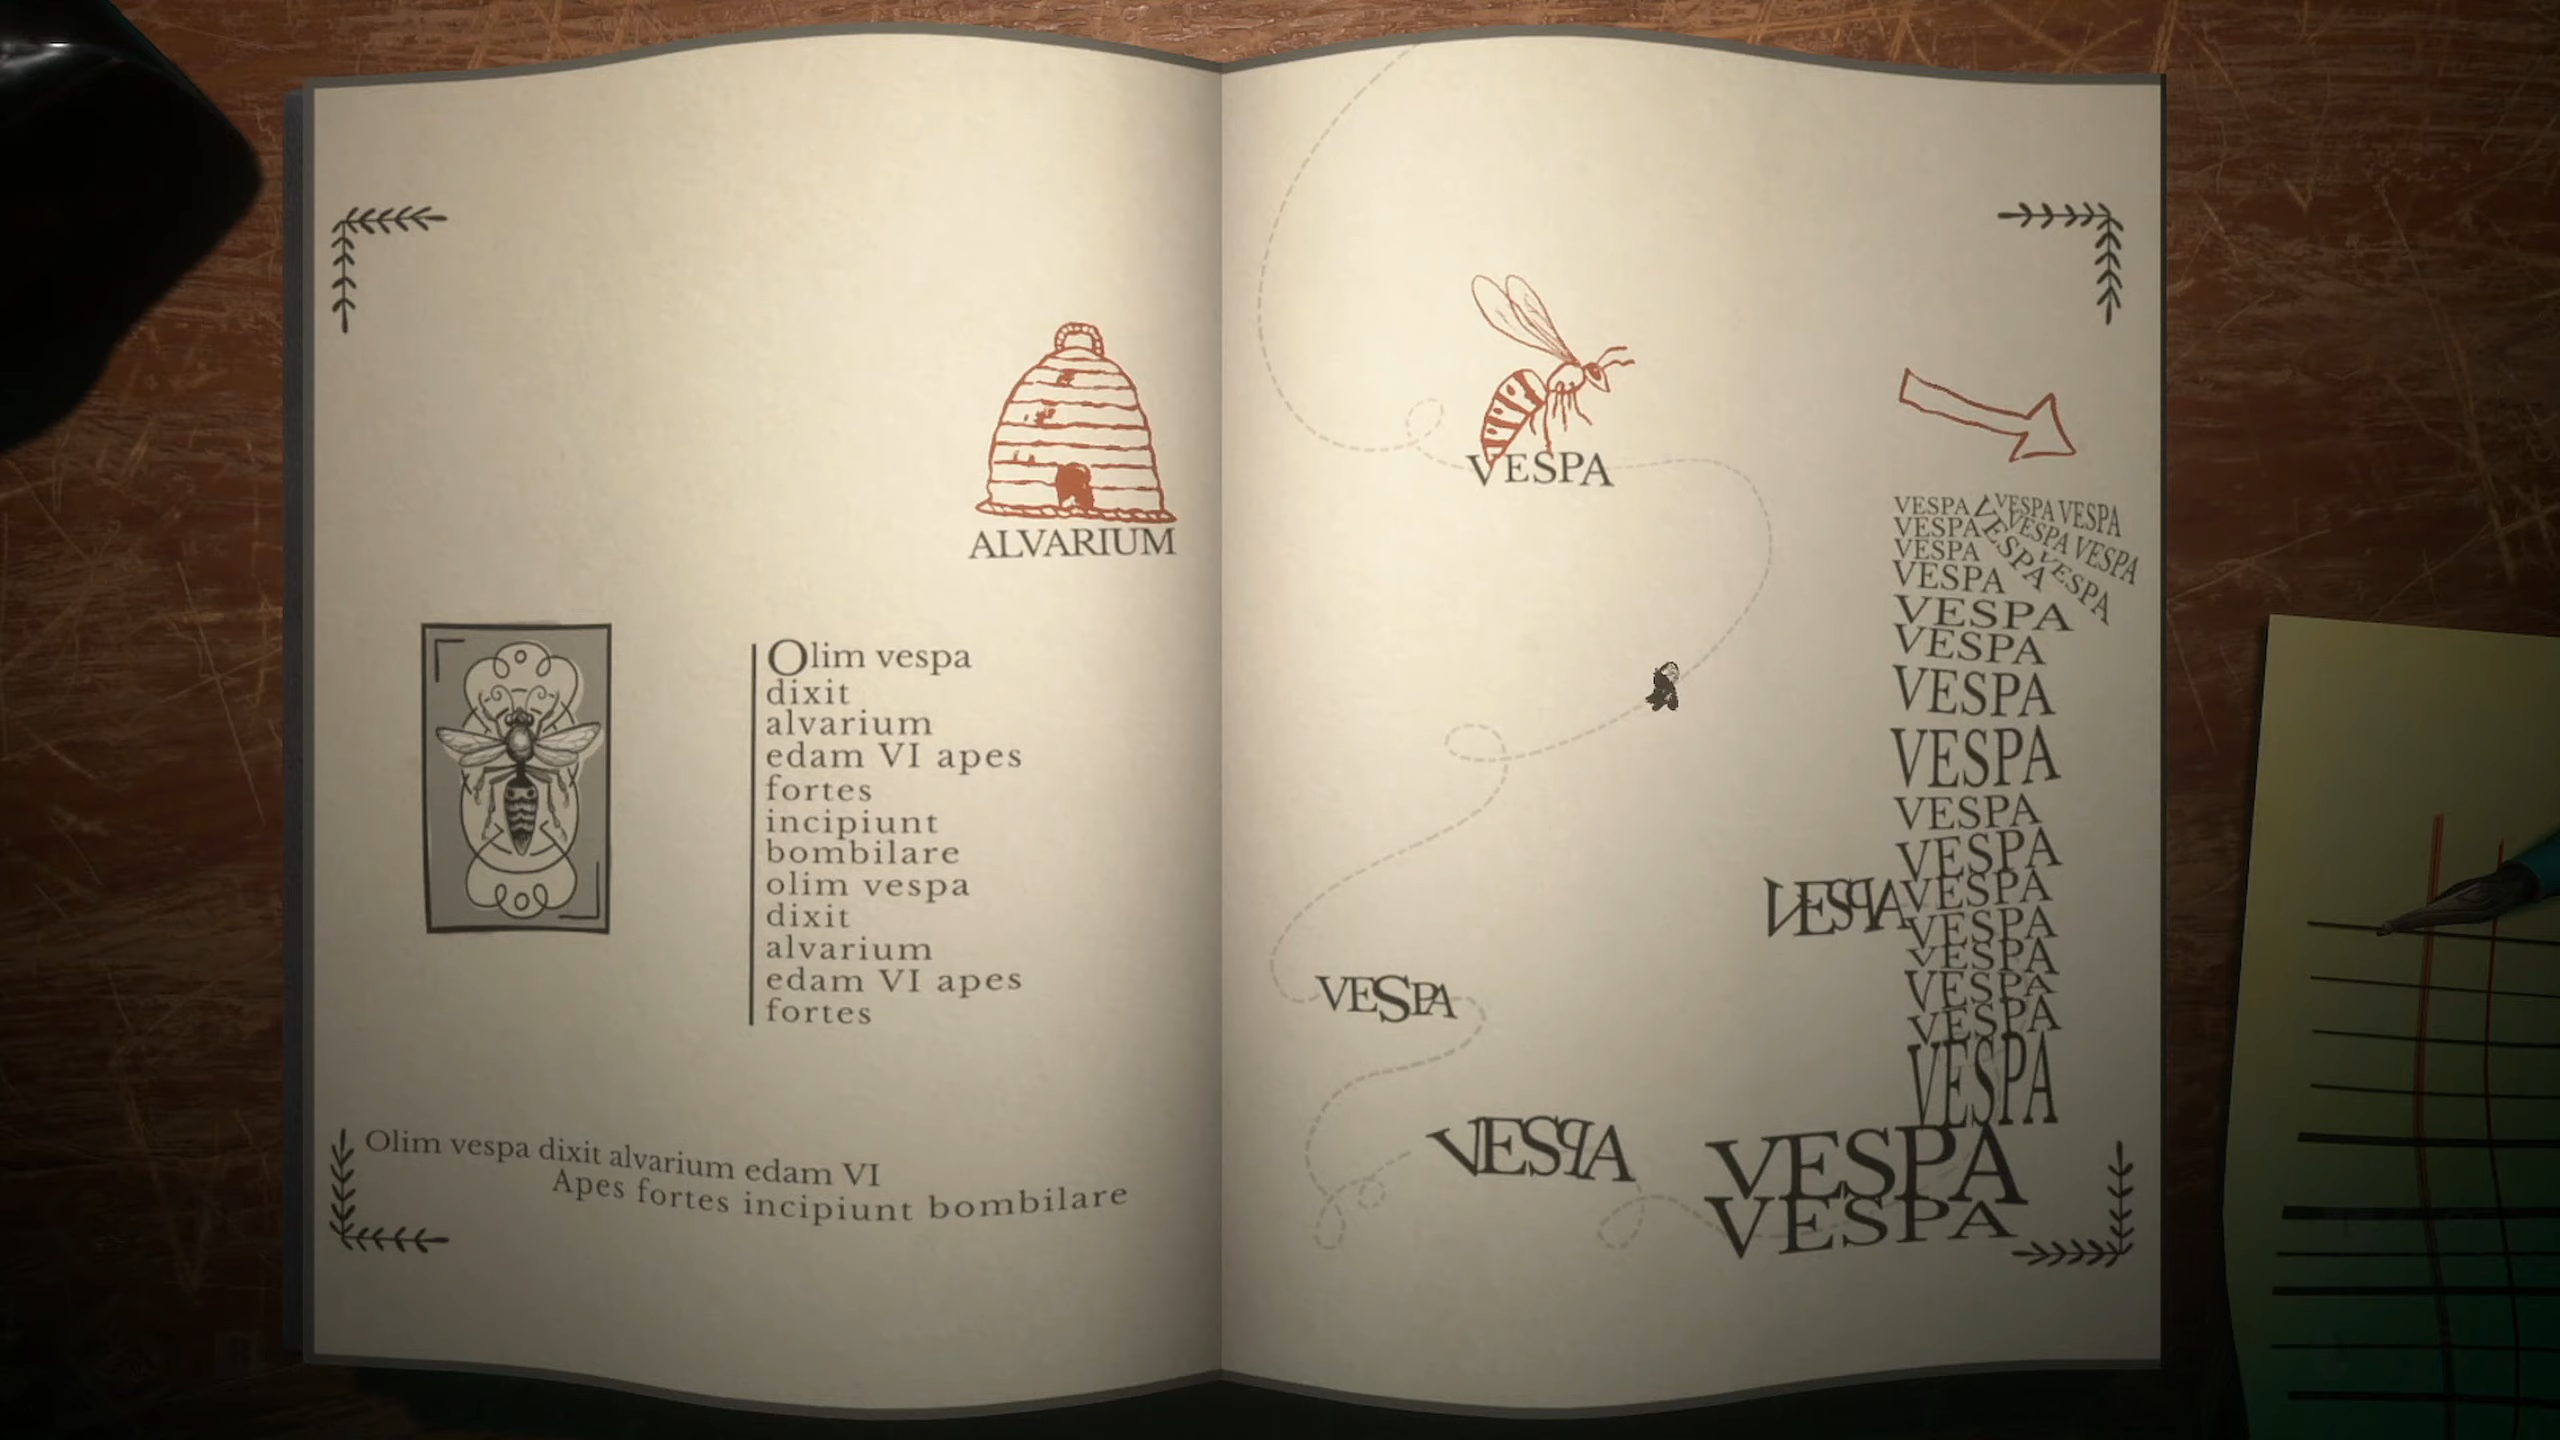 ALVARIUM
Olim vespa
dixit
alvarium
edam VI apes
fortes
incipiunt
bombilare
olim vespa
dixit
alvarium
edam VI apes
fortes
Olim vespa dixit alvarium edam VI
Apes fortes incipiunt bombilare
VESPA
VESPA VESPA VESPA
VESPA VESPA VESPA VESPA
VESPA VESPA
VESPA
VESPA
VESPA
VESPA
VESPA
VESPA
VESPA
VESPA VESPA
VESPA
VESPA
VESPA
VESPA
VESPA
VESPA
VESPA
VESPA
VESPA